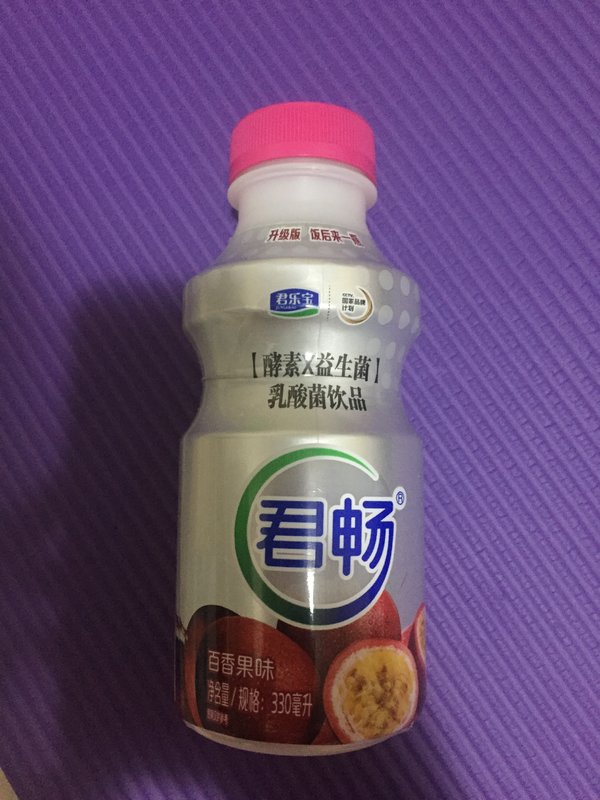 升级版 饭后来一瓶
君乐宝
CCTV
国家品牌
计划
【酵素X益生菌】
乳酸菌饮品
君畅®
百香果味
净含量/规格：330毫升